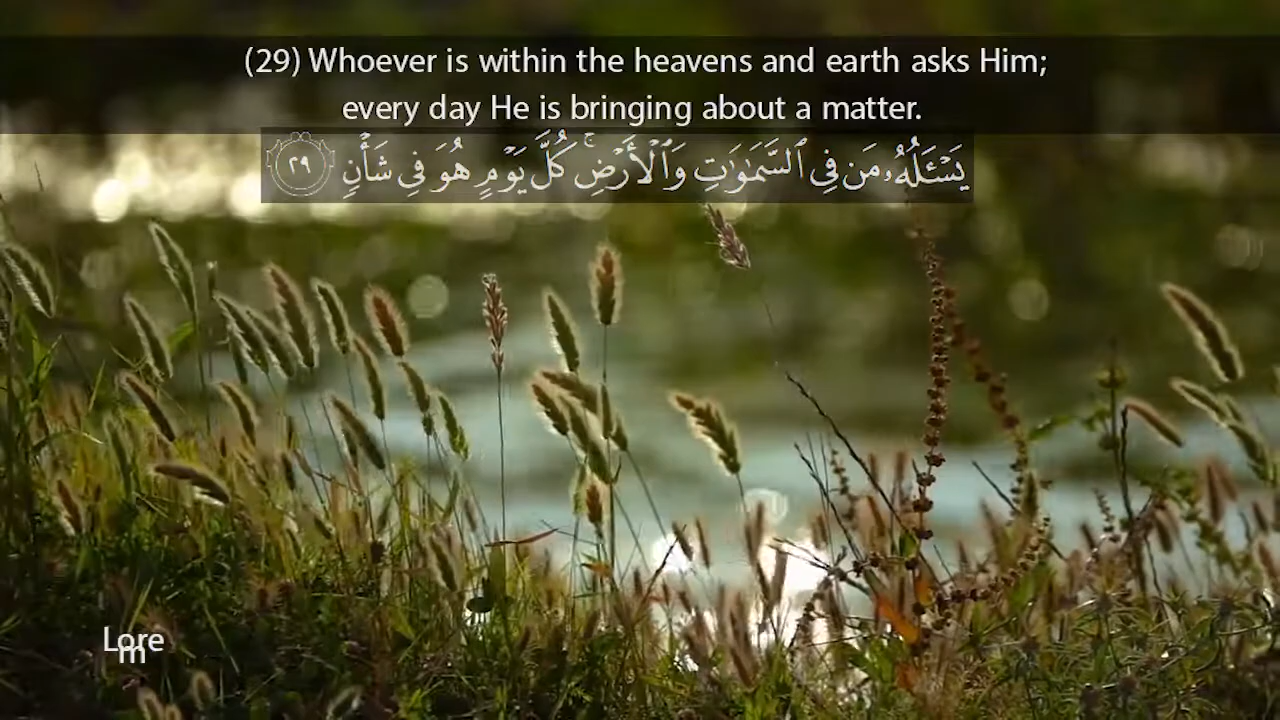 (29) Whoever is within the heavens and earth asks Him;
every day He is bringing about a matter.
يَسْـَٔلُهُۥ مَن فِى ٱلسَّمَـٰوَٰتِ وَٱلْأَرْضِ ۚ كُلَّ يَوْمٍ هُوَ فِى شَأْنٍ ٢٩
Lore
m